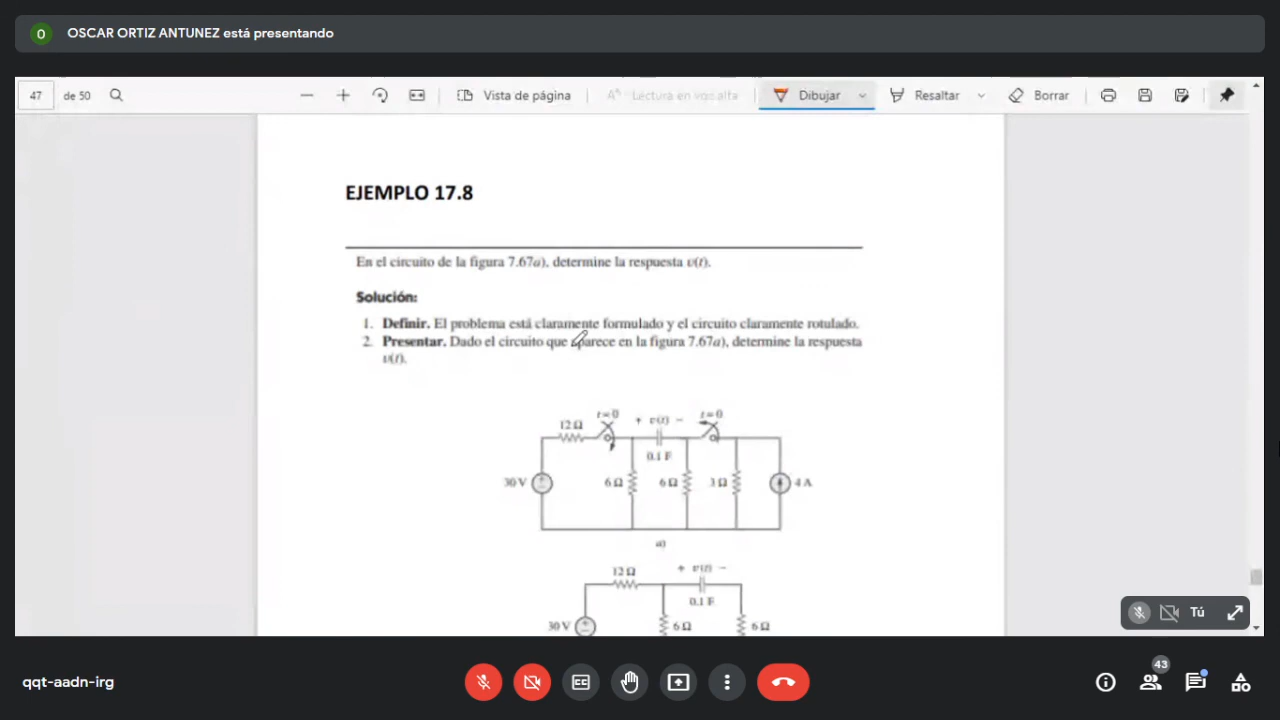 O OSCAR ORTIZ ANTUNEZ está presentando
47 de 50 Vista de página Lectura en voz alta Dibujar Resaltar Borrar
EJEMPLO 17.8
En el circuito de la figura 7.67a), determine la respuesta v(t).
Solución:
1. Definir. El problema está claramente formulado y el circuito claramente rotulado.
2. Presentar. Dado el circuito que aparece en la figura 7.67a), determine la respuesta
v(t).
t=0 + v(t) − t=0
12 Ω
0.1 F
30 V 6 Ω 6 Ω 3 Ω 4 A
a)
12 Ω + v(t) −
0.1 F
30 V 6 Ω 6 Ω
Tú
qqt-aadn-irg
43